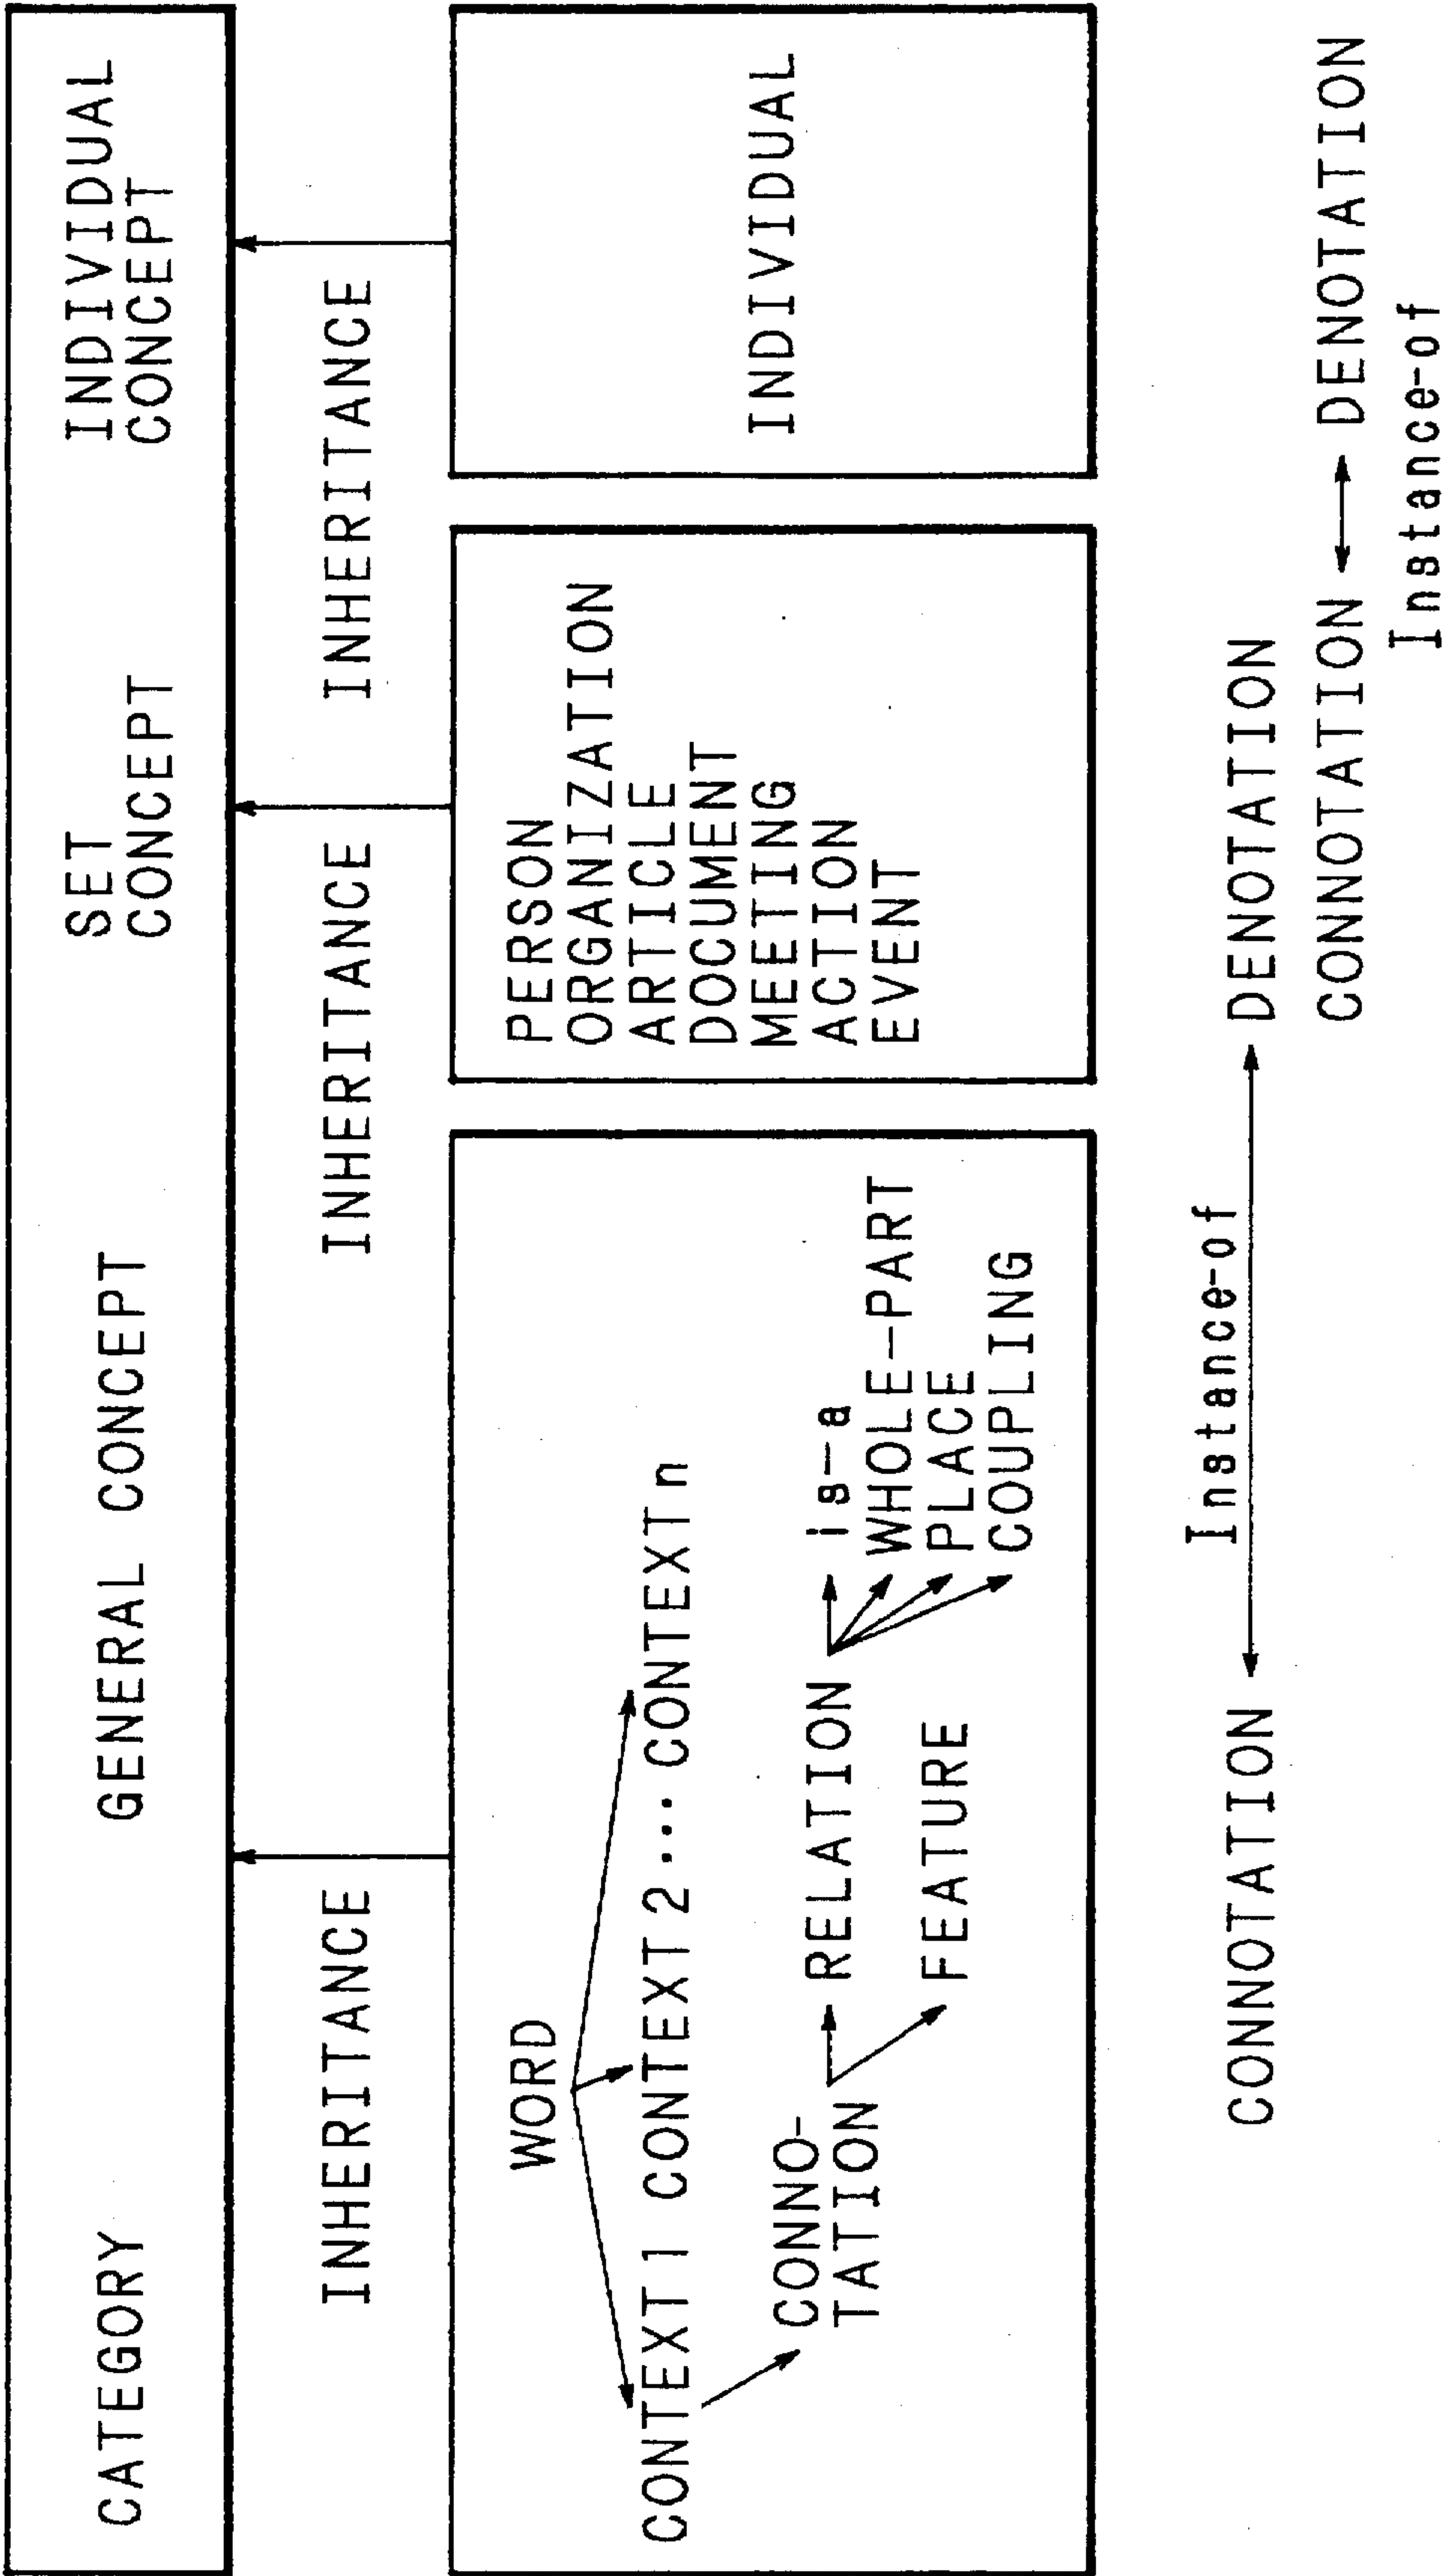 CATEGORY
GENERAL CONCEPT
SET
CONCEPT
INDIVIDUAL
CONCEPT
INHERITANCE
INHERITANCE
INHERITANCE
WORD
CONTEXT 1 CONTEXT 2 ... CONTEXT n
CONNO-
TATION
RELATION
FEATURE
is-a
WHOLE-PART
PLACE
COUPLING
PERSON
ORGANIZATION
ARTICLE
DOCUMENT
MEETING
ACTION
EVENT
INDIVIDUAL
Instance-of
CONNOTATION
DENOTATION
CONNOTATION
DENOTATION
Instance-of